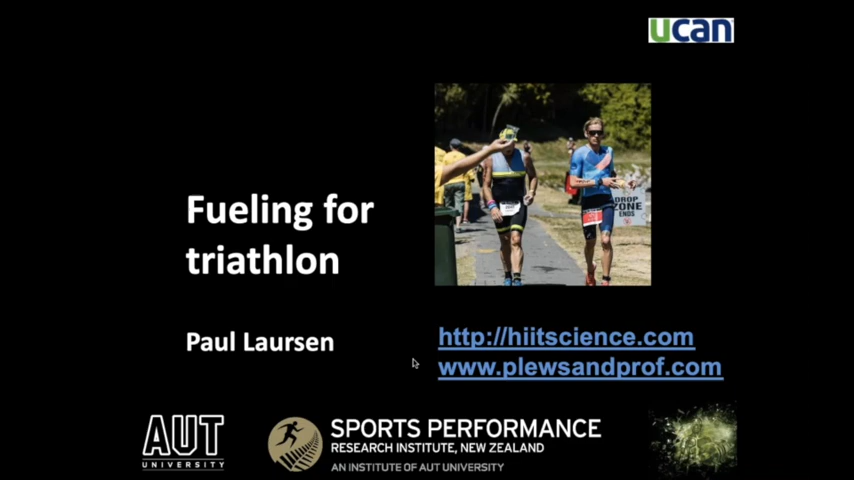 ucan
DROP
ZONE
ENDS
Fueling for
triathlon
Paul Laursen
http://hiitscience.com
www.plewsandprof.com
AUT
UNIVERSITY
SPORTS PERFORMANCE
RESEARCH INSTITUTE, NEW ZEALAND
AN INSTITUTE OF AUT UNIVERSITY